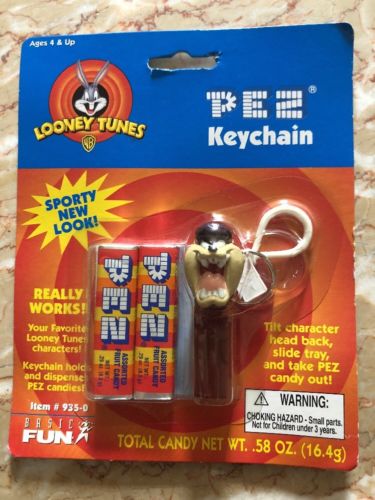 Ages 4 & Up
LOONEY TUNES
WB
PEZ®
Keychain
SPORTY
NEW
LOOK!
REALLY
WORKS!
Your Favorite
Looney Tunes
characters!
Keychain holds
and dispenses
PEZ candies!
Item # 935-0
BASIC
FUN
PEZ
ASSORTED
FRUIT CANDY
PEZ
ASSORTED
FRUIT CANDY
Tilt character
head back,
slide tray,
and take PEZ
candy out!
WARNING:
CHOKING HAZARD - Small parts.
Not for Children under 3 years.
TOTAL CANDY NET WT. .58 OZ. (16.4g)